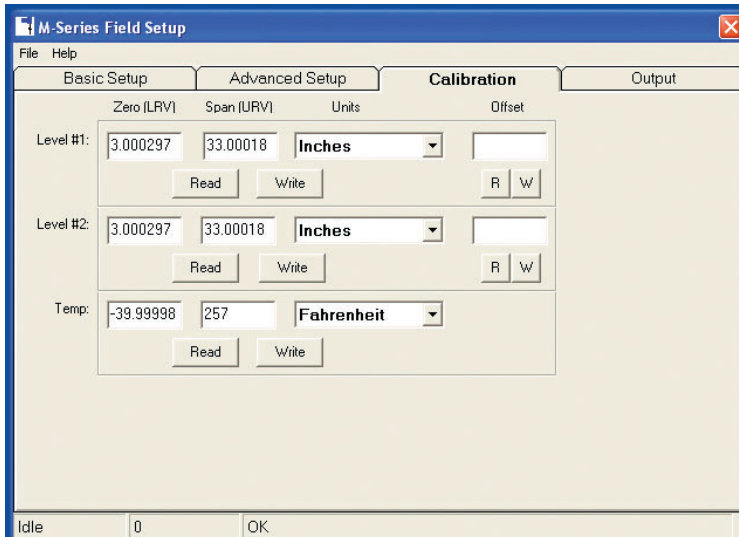 M-Series Field Setup
File Help
Basic Setup Advanced Setup Calibration Output
Zero (LRV) Span (URV) Units Offset
Level #1: 3.000297 33.00018 Inches
Read Write R W
Level #2: 3.000297 33.00018 Inches
Read Write R W
Temp: -39.99998 257 Fahrenheit
Read Write
Idle 0 OK